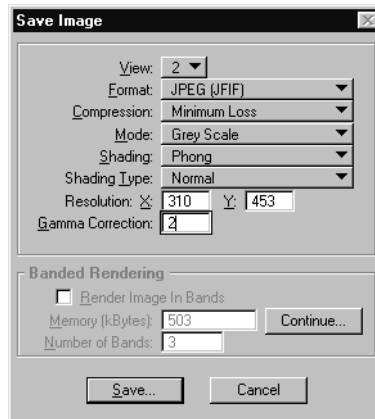 Save Image
View: 2
Format: JPEG (JFIF)
Compression: Minimum Loss
Mode: Grey Scale
Shading: Phong
Shading Type: Normal
Resolution: X: 310 Y: 453
Gamma Correction: 2
Banded Rendering
Render Image In Bands
Memory (kBytes): 503 Continue...
Number of Bands: 3
Save... Cancel